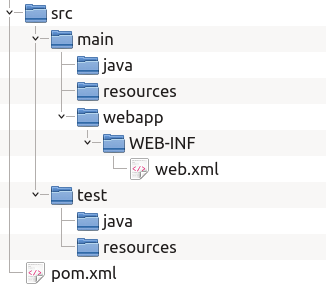 src
main
java
resources
webapp
WEB-INF
web.xml
test
java
resources
pom.xml